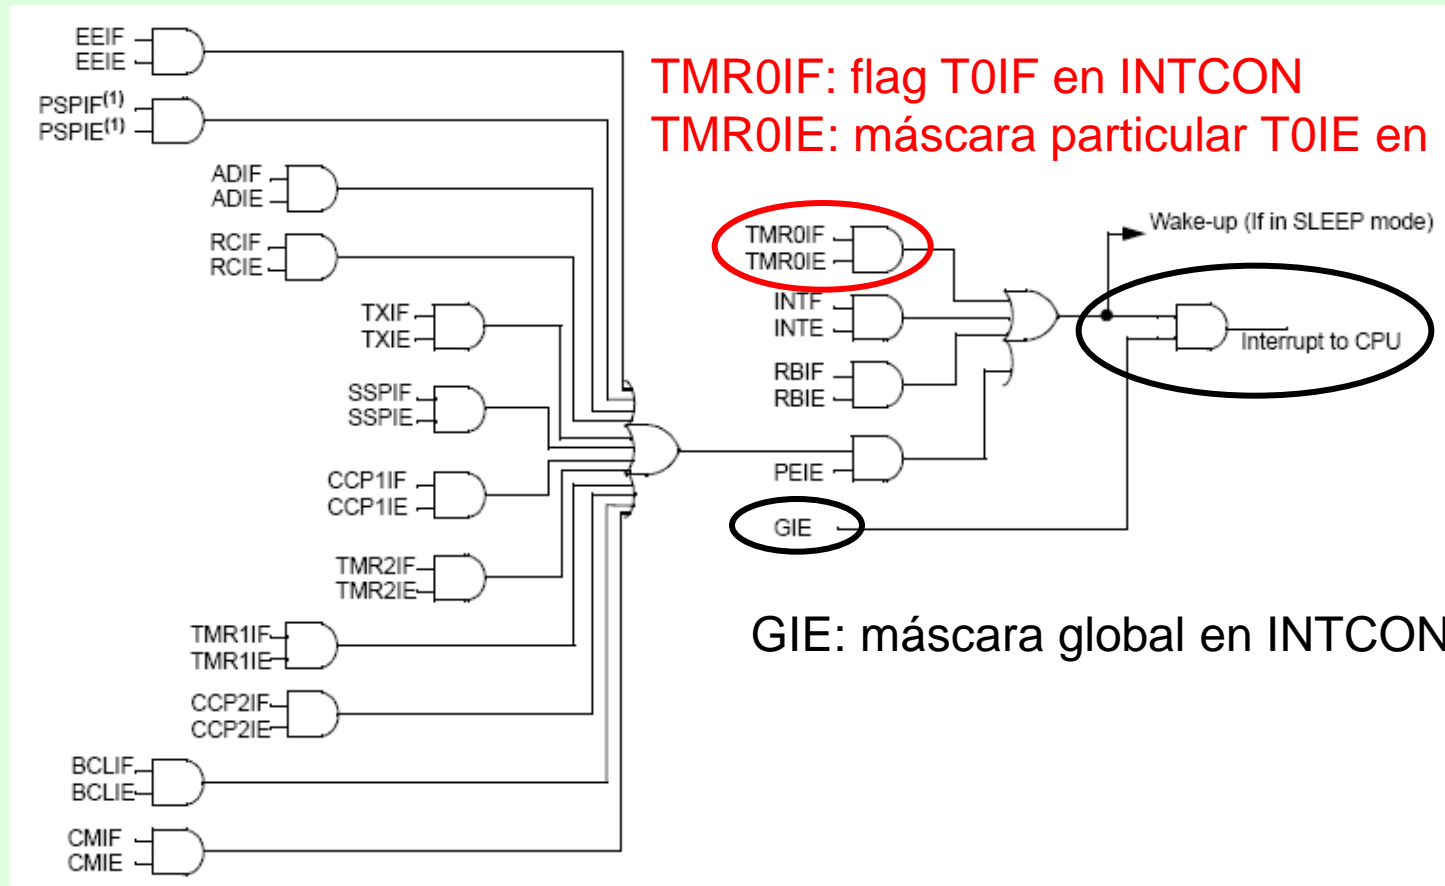 EEIF
EEIE
PSPIF(1)
PSPIE(1)
ADIF
ADIE
RCIF
RCIE
TXIF
TXIE
SSPIF
SSPIE
CCP1IF
CCP1IE
TMR2IF
TMR2IE
TMR1IF
TMR1IE
CCP2IF
CCP2IE
BCLIF
BCLIE
CMIF
CMIE
TMR0IF: flag T0IF en INTCON
TMR0IE: máscara particular T0IE en
TMR0IF
TMR0IE
INTF
INTE
RBIF
RBIE
PEIE
GIE
Wake-up (If in SLEEP mode)
Interrupt to CPU
GIE: máscara global en INTCON